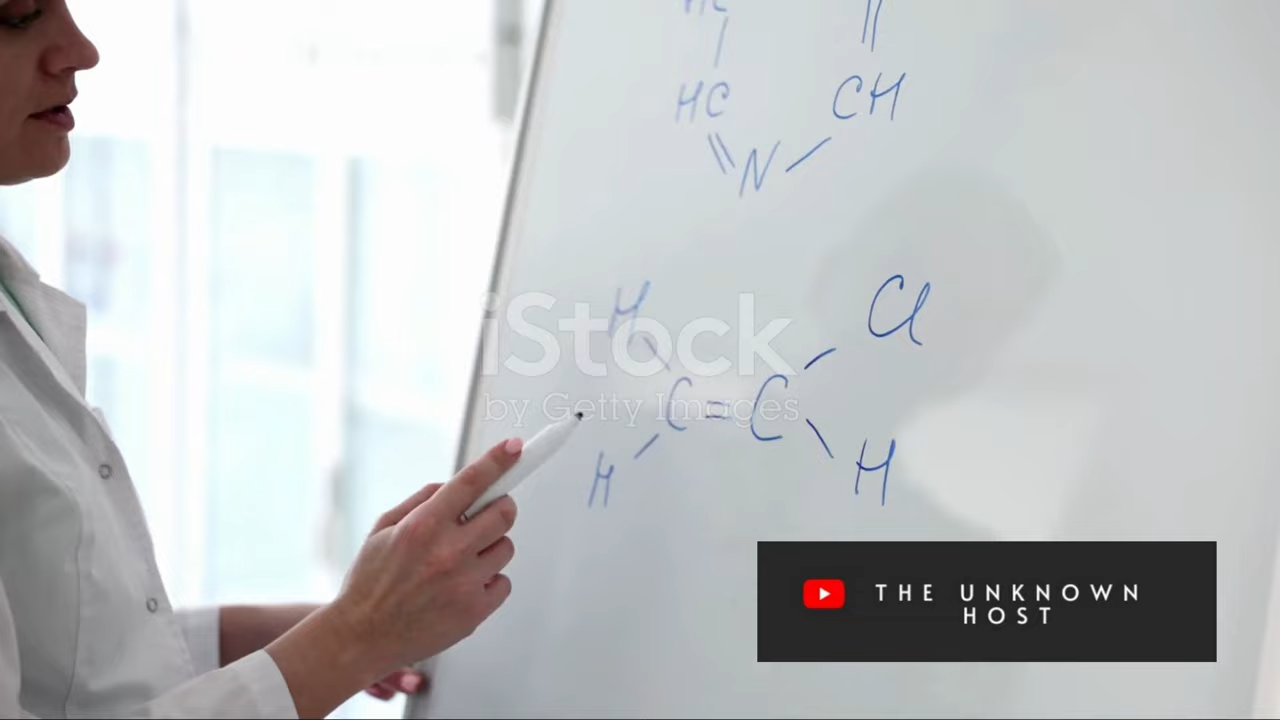 HC
HC CH
N
H Cl
iStock
by Getty Images
C = C
H H
THE UNKNOWN
HOST